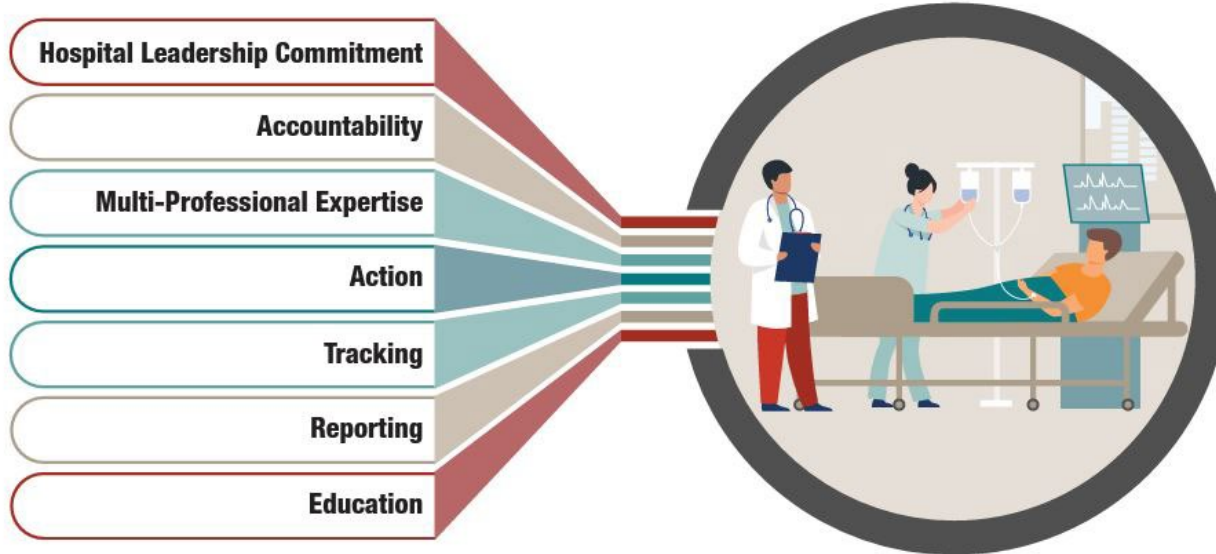 Hospital Leadership Commitment
Accountability
Multi-Professional Expertise
Action
Tracking
Reporting
Education